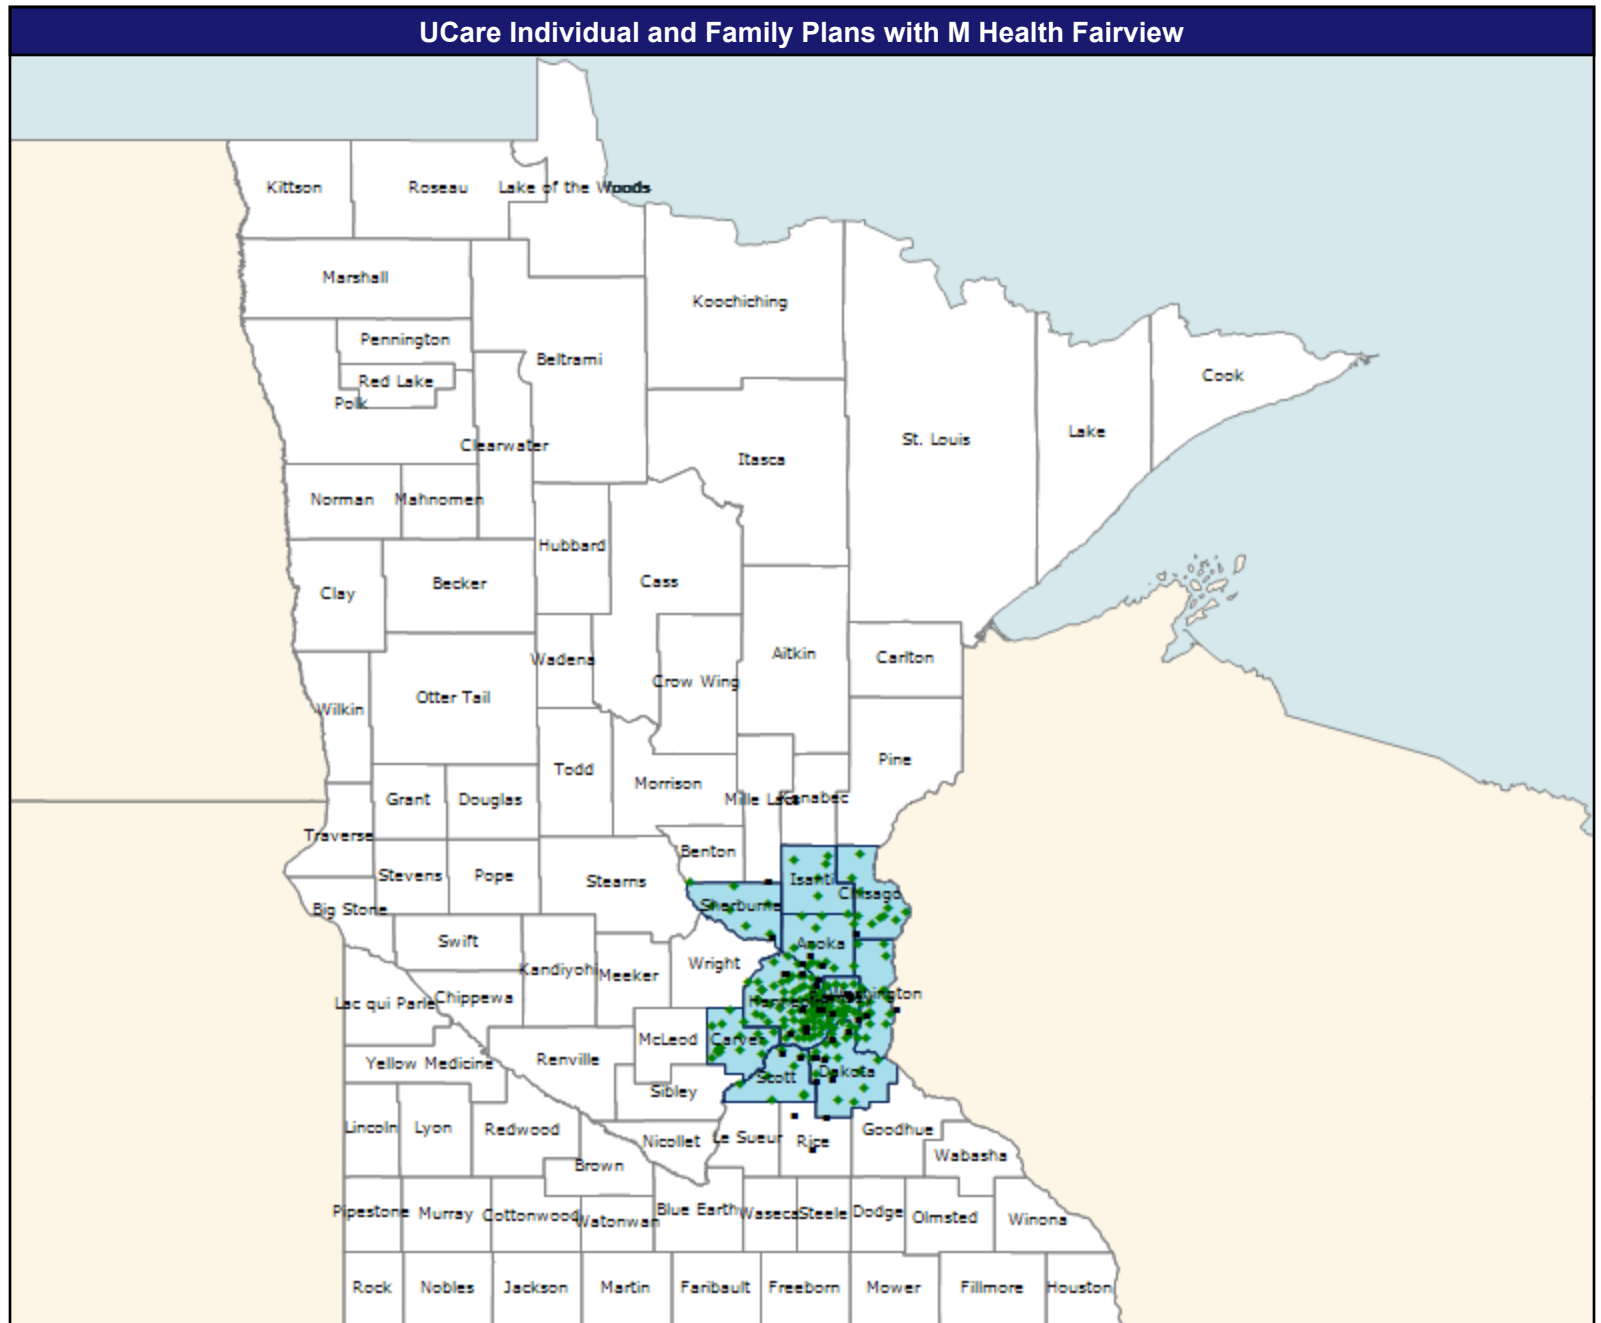 UCare Individual and Family Plans with M Health Fairview
Kittson
Roseau
Lake of the Woods
Marshall
Koochiching
Pennington
Beltrami
Red Lake
Polk
Cook
Clearwater
St. Louis
Lake
Itasca
Norman
Mahnomen
Hubbard
Cass
Becker
Clay
Wadena
Aitkin
Carlton
Crow Wing
Otter Tail
Wilkin
Pine
Todd
Morrison
Grant
Douglas
Mille Lacs
Kanabec
Traverse
Benton
Stevens
Pope
Stearns
Isanti
Chisago
Big Stone
Sherburne
Swift
Anoka
Kandiyohi
Meeker
Wright
Lac qui Parle
Chippewa
Hennepin
Washington
McLeod
Carver
Yellow Medicine
Renville
Scott
Dakota
Sibley
Lincoln
Lyon
Redwood
Nicollet
Le Sueur
Rice
Goodhue
Wabasha
Brown
Pipestone
Murray
Cottonwood
Watonwan
Blue Earth
Waseca
Steele
Dodge
Olmsted
Winona
Rock
Nobles
Jackson
Martin
Faribault
Freeborn
Mower
Fillmore
Houston